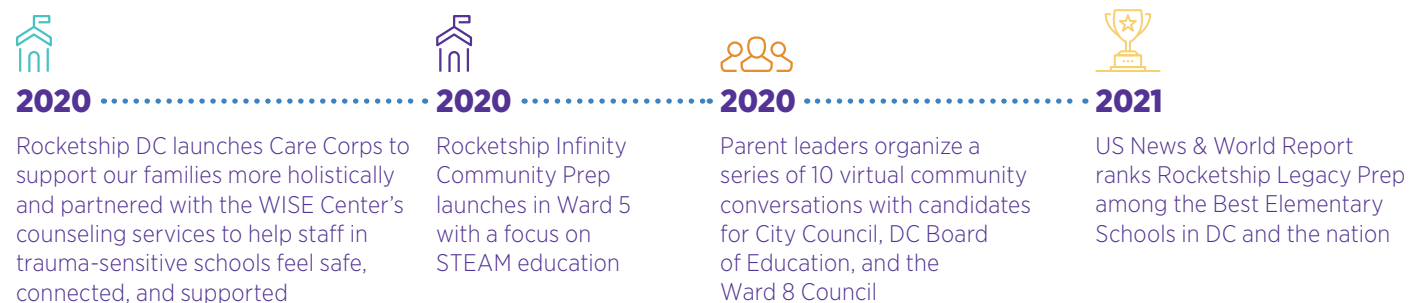 2020
Rocketship DC launches Care Corps to
support our families more holistically
and partnered with the WISE Center's
counseling services to help staff in
trauma-sensitive schools feel safe,
connected, and supported
2020
Rocketship Infinity
Community Prep
launches in Ward 5
with a focus on
STEAM education
2020
Parent leaders organize a
series of 10 virtual community
conversations with candidates
for City Council, DC Board
of Education, and the
Ward 8 Council
2021
US News & World Report
ranks Rocketship Legacy Prep
among the Best Elementary
Schools in DC and the nation